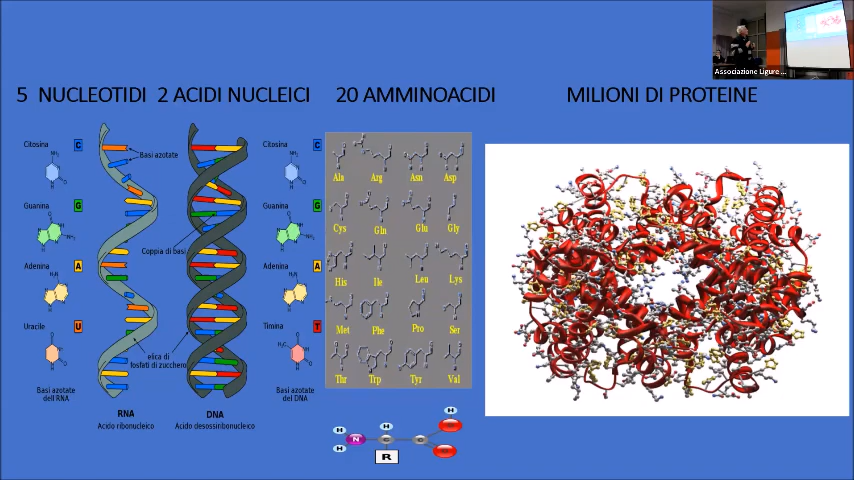 Associazione Ligure ...
5 NUCLEOTIDI 2 ACIDI NUCLEICI 20 AMMINOACIDI MILIONI DI PROTEINE
Citosina C
Guanina G
Adenina A
Uracile U
Basi azotate
dell RNA
Basi azotate
Coppia di basi
elica di
fosfati di zucchero
RNA
Acido ribonucleico
DNA
Acido desossiribonucleico
Citosina C
Guanina G
Adenina A
Timina T
Basi azotate
del DNA
Ala Arg Asn Asp
Cys Gln Glu Gly
His Ile Leu Lys
Met Phe Pro Ser
Thr Trp Tyr Val
H H H
N C C
H R